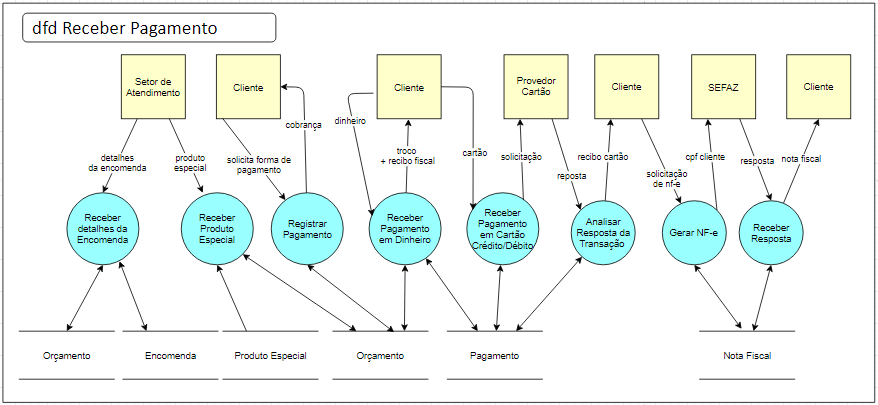 dfd Receber Pagamento
Setor de
Atendimento
Cliente
Cliente
Provedor
Cartão
Cliente
SEFAZ
Cliente
cobrança
dinheiro
detalhes
da encomenda
produto
especial
solicita forma de
pagamento
troco
+ recibo fiscal
cartão
solicitação
reposta
recibo cartão
solicitação
de nf-e
cpf cliente
resposta
nota fiscal
Receber
detalhes da
Encomenda
Receber
Produto
Especial
Registrar
Pagamento
Receber
Pagamento
em Dinheiro
Receber
Pagamento
em Cartão
Crédito/Débito
Analisar
Resposta da
Transação
Gerar NF-e
Receber
Resposta
Orçamento
Encomenda
Produto Especial
Orçamento
Pagamento
Nota Fiscal